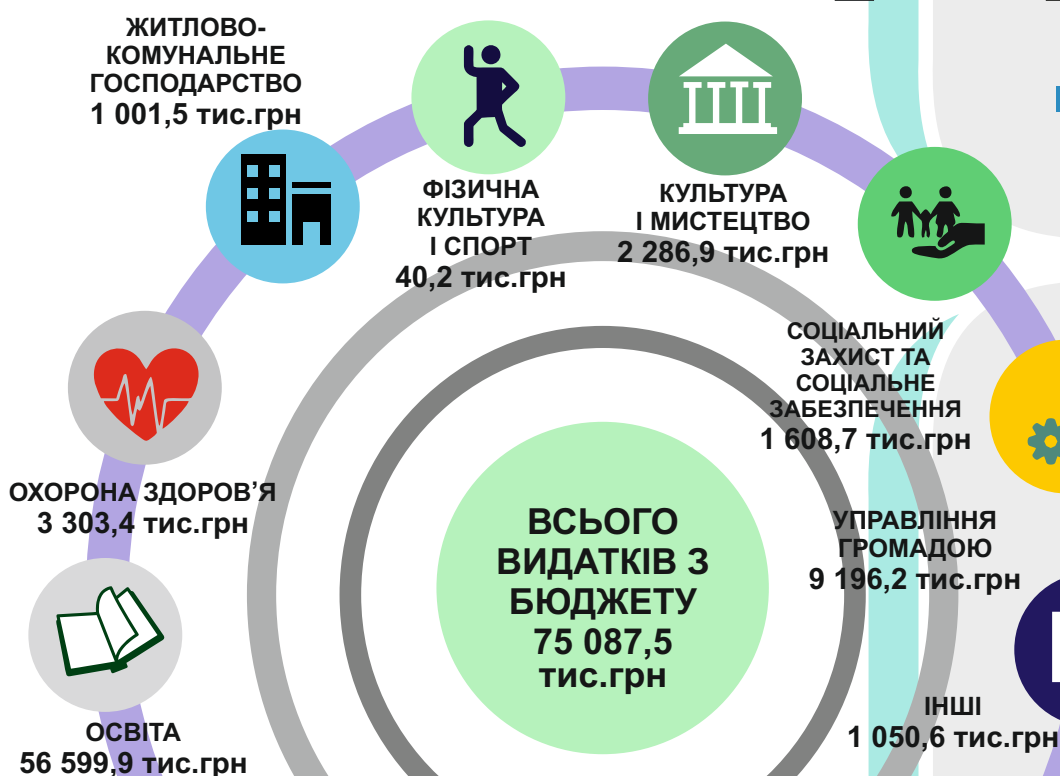 ЖИТЛОВО-
КОМУНАЛЬНЕ
ГОСПОДАРСТВО
1 001,5 тис.грн
ФІЗИЧНА
КУЛЬТУРА
І СПОРТ
40,2 тис.грн
КУЛЬТУРА
І МИСТЕЦТВО
2 286,9 тис.грн
СОЦІАЛЬНИЙ
ЗАХИСТ ТА
СОЦІАЛЬНЕ
ЗАБЕЗПЕЧЕННЯ
1 608,7 тис.грн
ОХОРОНА ЗДОРОВ’Я
3 303,4 тис.грн
ВСЬОГО
ВИДАТКІВ З
БЮДЖЕТУ
75 087,5
тис.грн
УПРАВЛІННЯ
ГРОМАДОЮ
9 196,2 тис.грн
ОСВІТА
56 599,9 тис.грн
ІНШІ
1 050,6 тис.грн